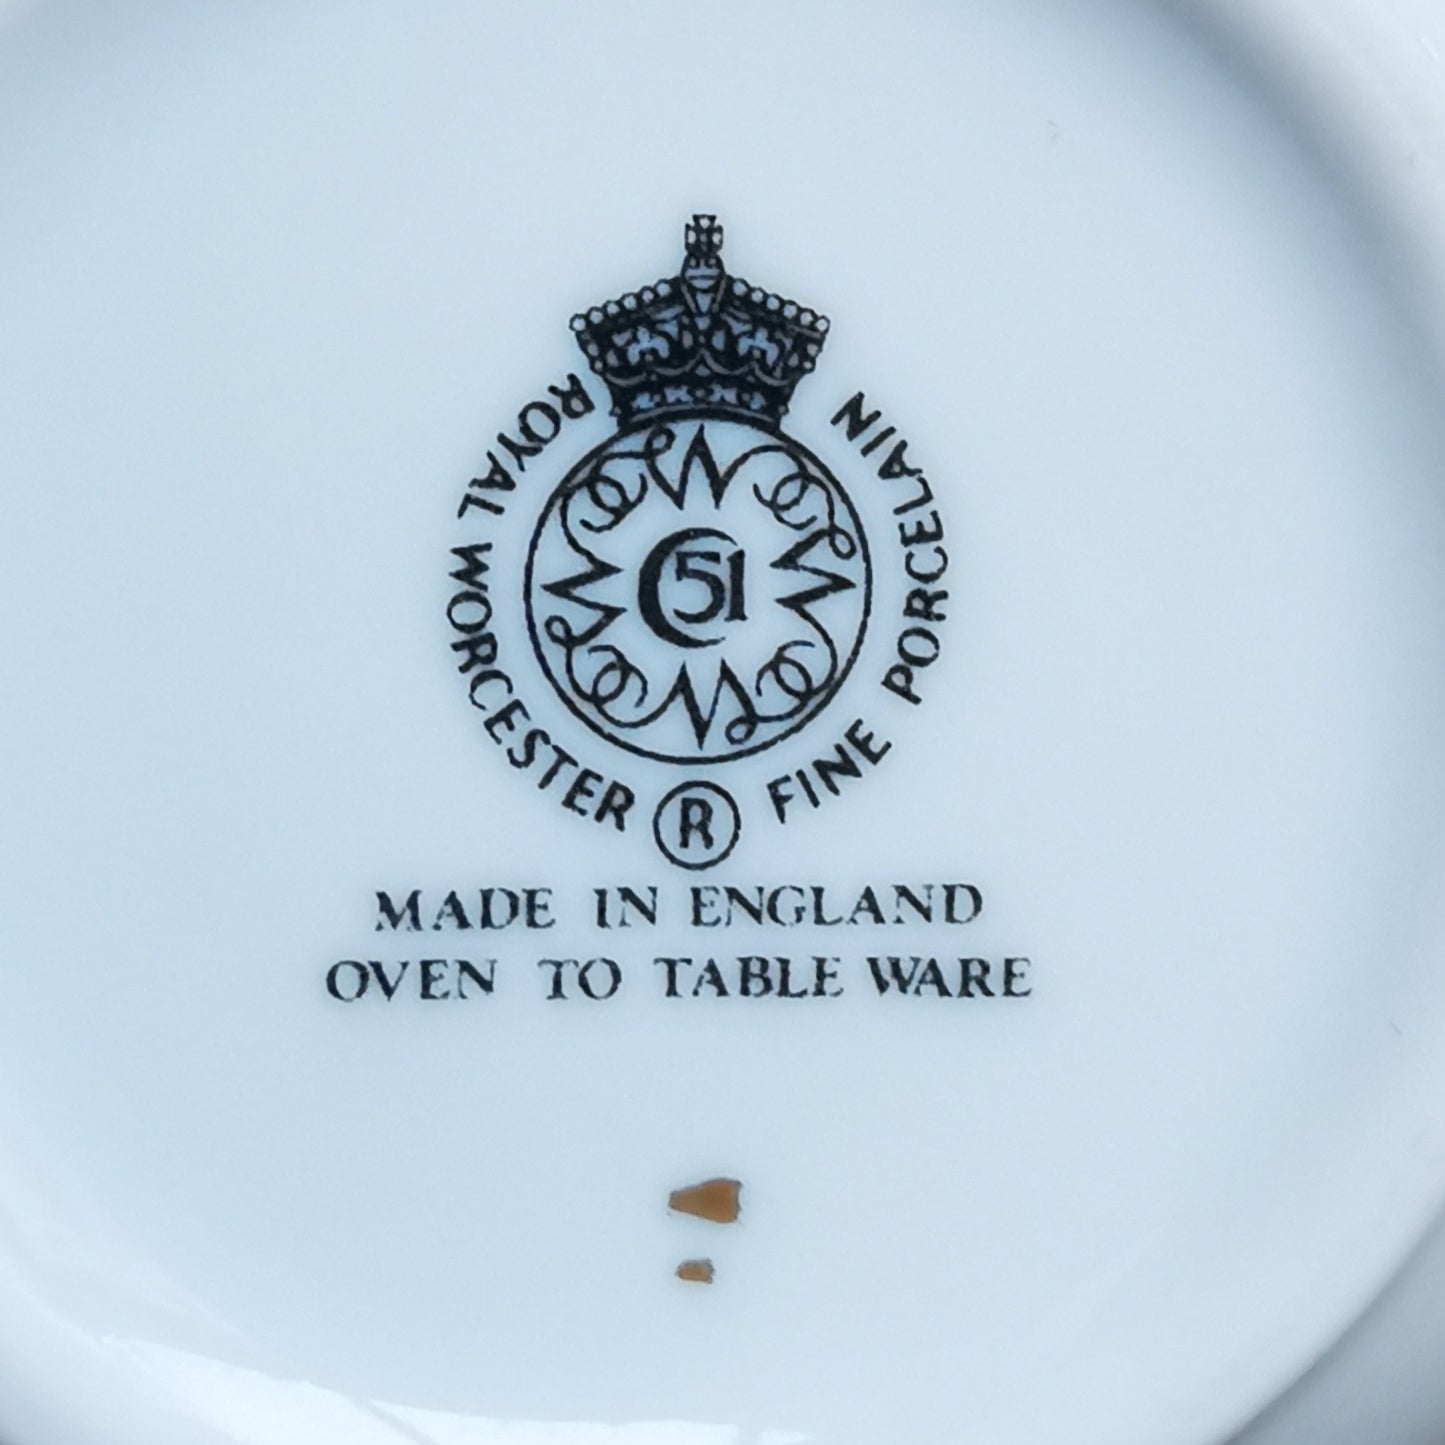 ROYAL WORCESTER ® FINE PORCELAIN
51
MADE IN ENGLAND
OVEN TO TABLE WARE